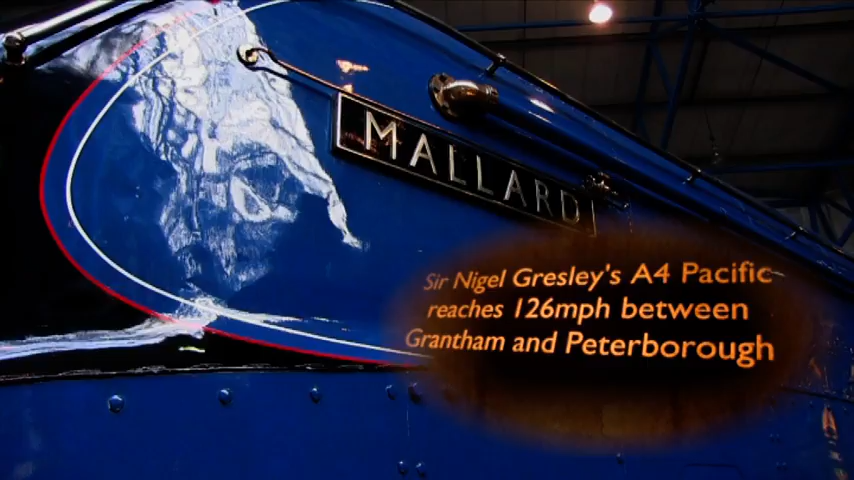 MALLARD
Sir Nigel Gresley's A4 Pacific
reaches 126mph between
Grantham and Peterborough